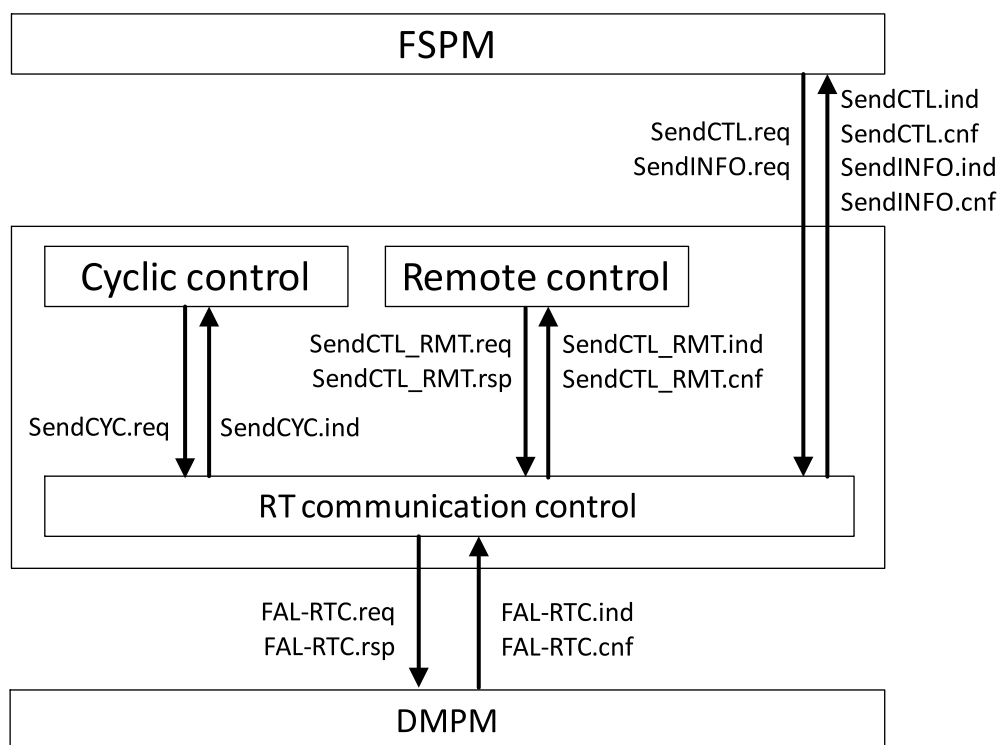 FSPM
SendCTL.req
SendINFO.req
SendCTL.ind
SendCTL.cnf
SendINFO.ind
SendINFO.cnf
Cyclic control
Remote control
SendCTL_RMT.req
SendCTL_RMT.rsp
SendCTL_RMT.ind
SendCTL_RMT.cnf
SendCYC.req
SendCYC.ind
RT communication control
FAL-RTC.req
FAL-RTC.rsp
FAL-RTC.ind
FAL-RTC.cnf
DMPM